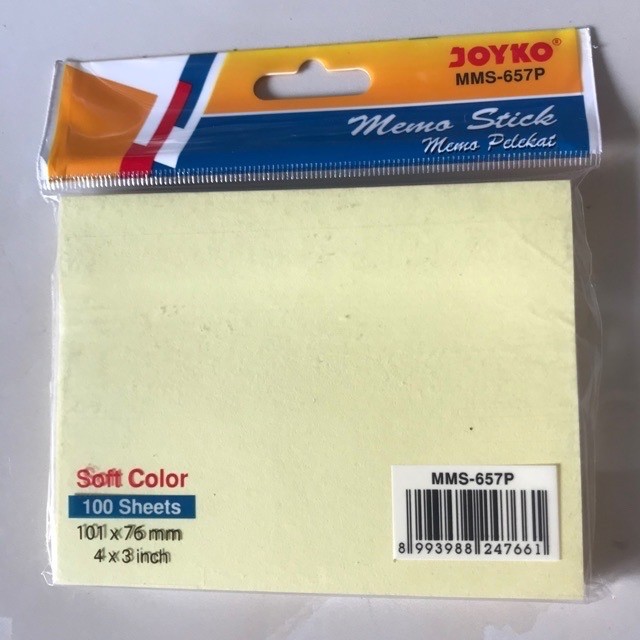 JOYKO®
MMS-657P
Memo Stick
Memo Pelekat
Soft Color
100 Sheets
101 x 76 mm
4 x 3 inch
MMS-657P
8 993988 247661